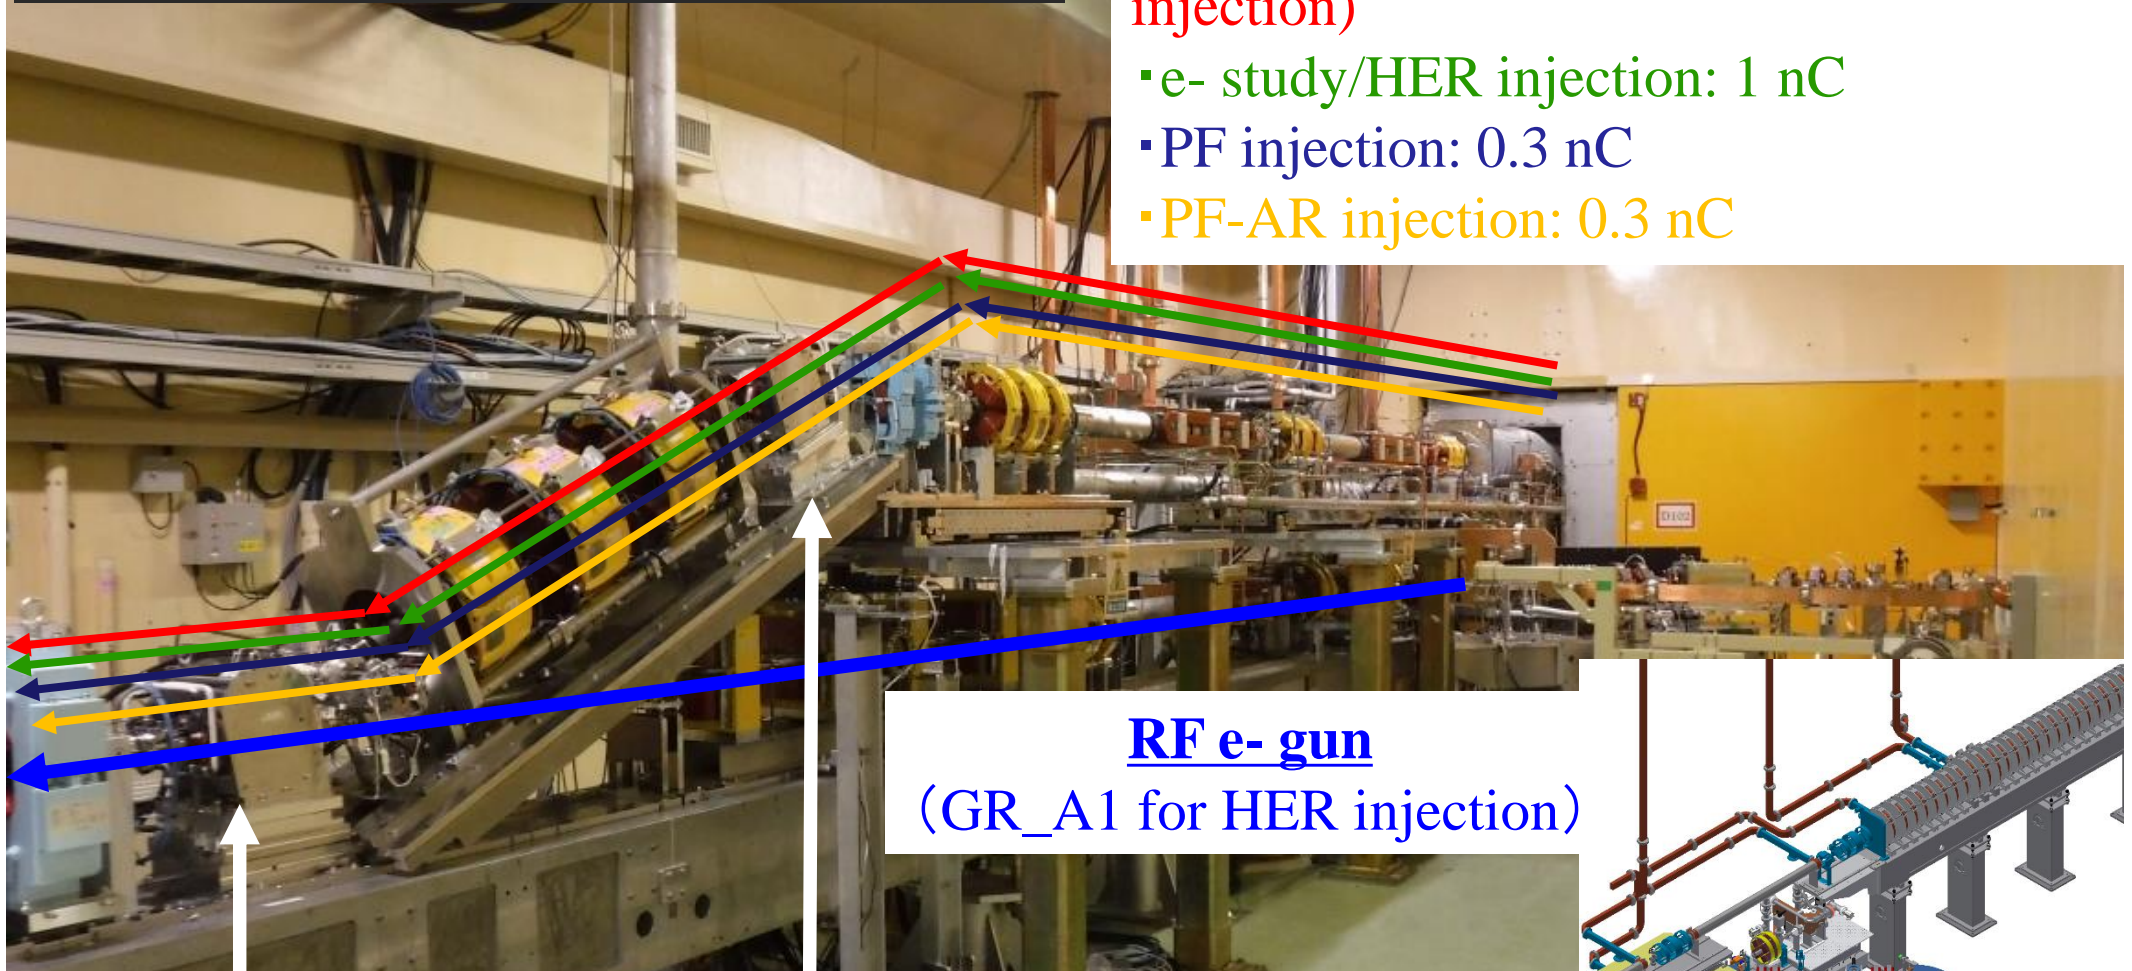 injection)
・e- study/HER injection: 1 nC
・PF injection: 0.3 nC
・PF-AR injection: 0.3 nC
D102
RF e- gun
（GR_A1 for HER injection）